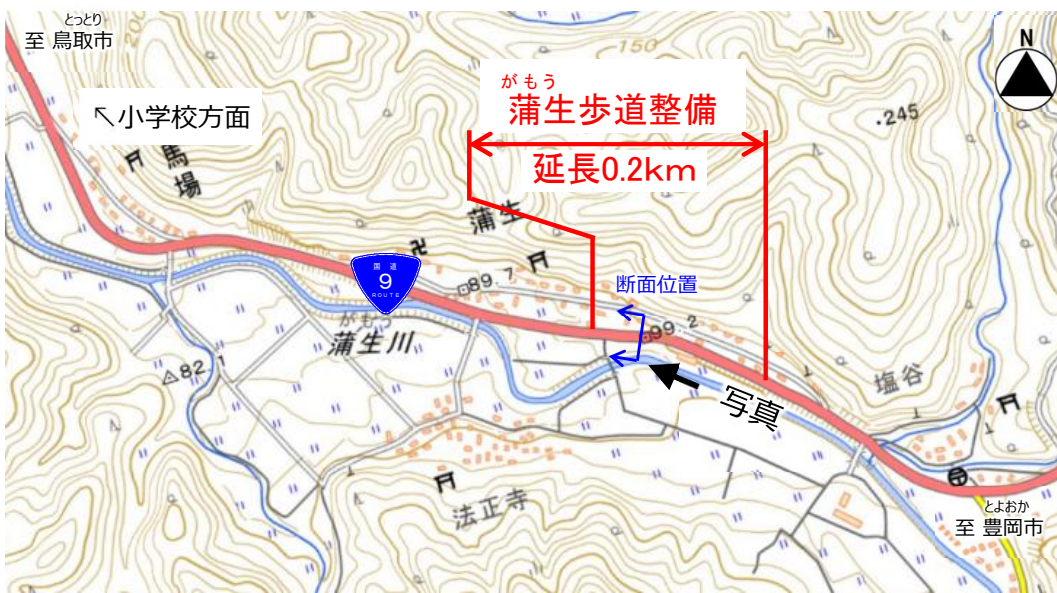 とっとり
至 鳥取市
↖小学校方面
馬場
150
がもう
蒲生歩道整備
延長0.2km
N
.245
蒲生
国道
9
ROUTE
89.7
断面位置
99.2
がもう
蒲生川
82.1
写真
塩谷
法正寺
とよおか
至 豊岡市